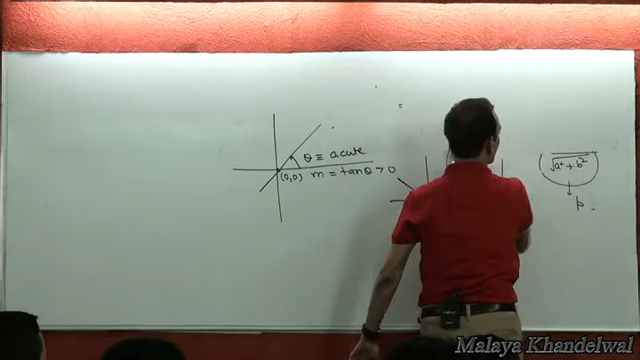 θ ≡ acute
(0,0) m = tanθ > 0
√a² + b²
p
Malaya Khandelwal